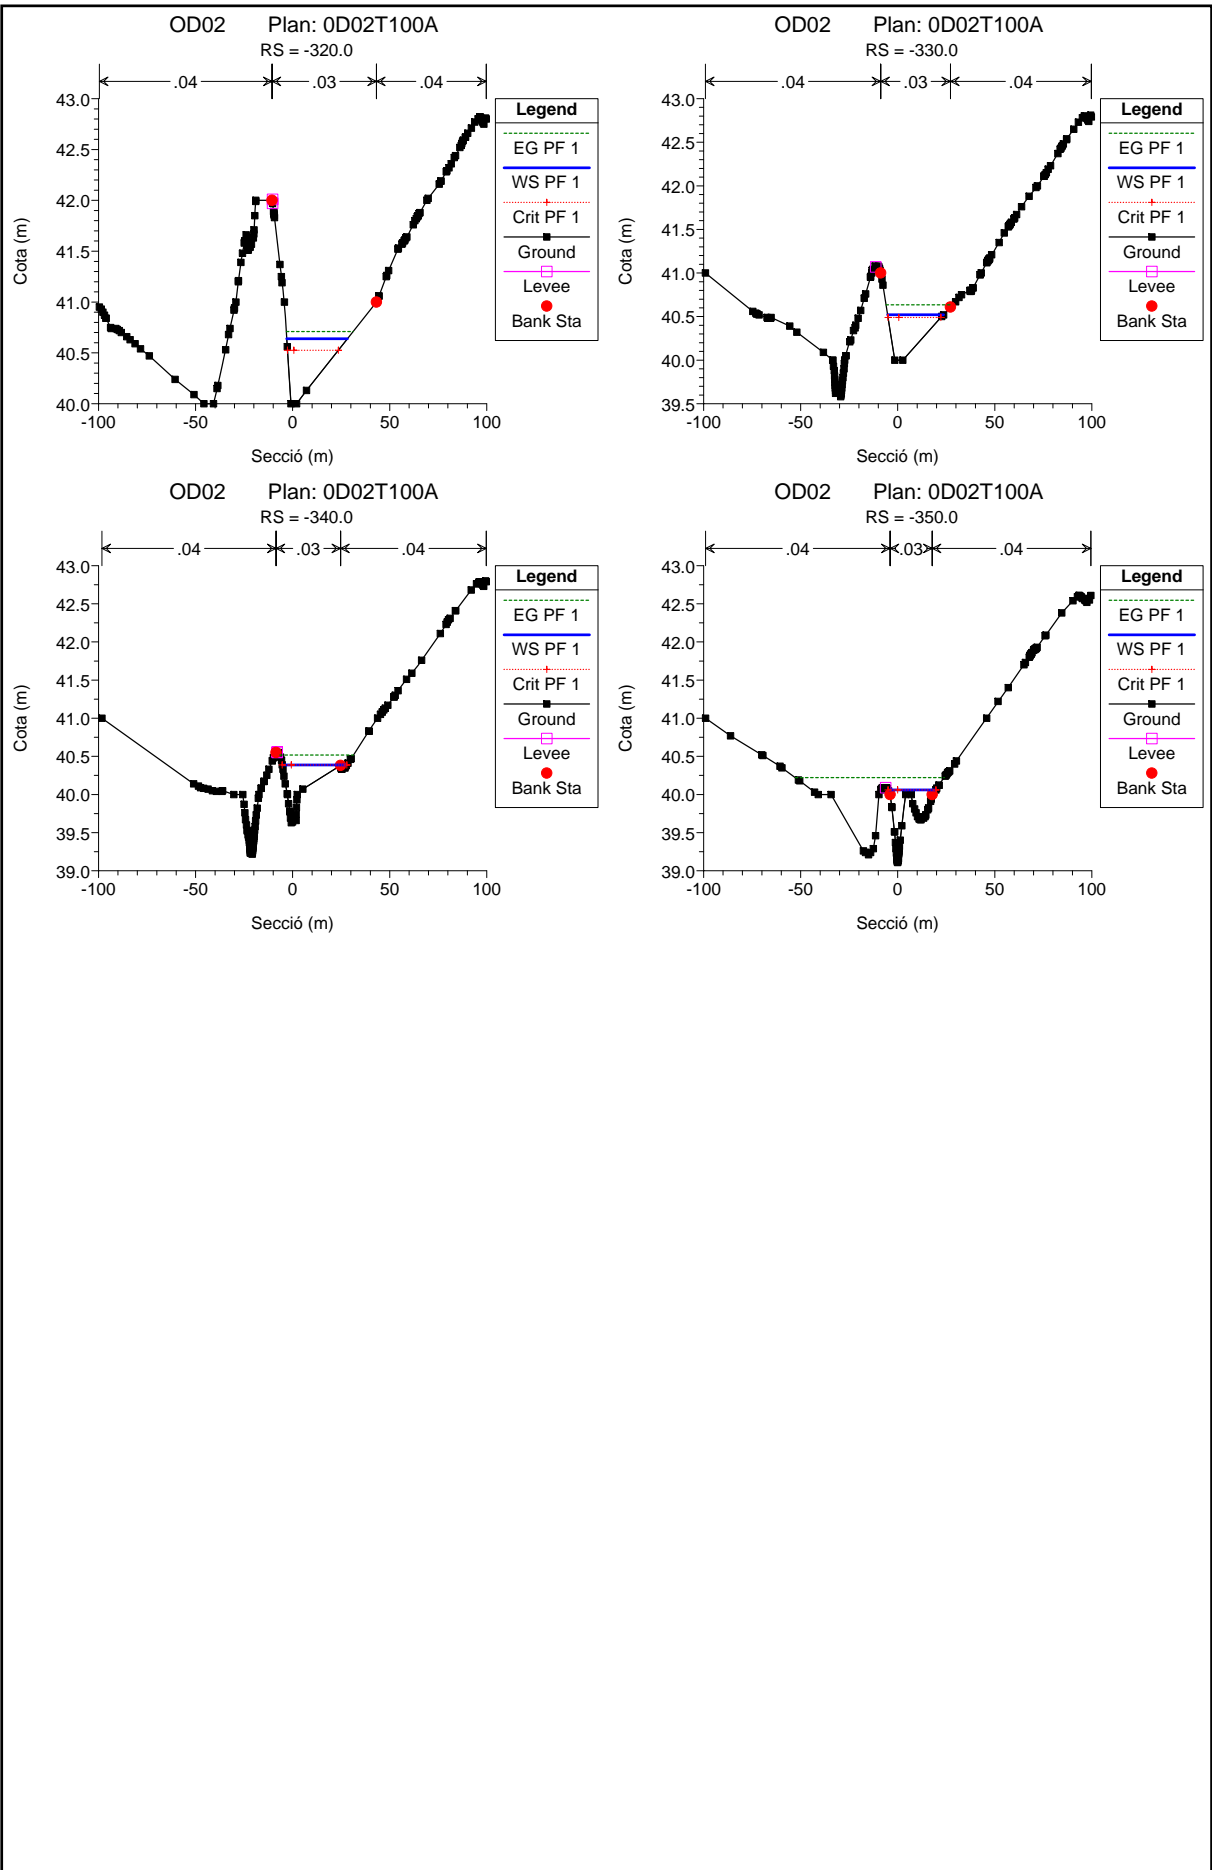 OD02 Plan: 0D02T100A
RS = -320.0
.04 .03 .04
43.0
42.5
42.0
41.5
41.0
40.5
40.0
Cota (m)
-100 -50 0 50 100
Secció (m)
Legend
EG PF 1
WS PF 1
Crit PF 1
Ground
Levee
Bank Sta
OD02 Plan: 0D02T100A
RS = -330.0
.04 .03 .04
43.0
42.5
42.0
41.5
41.0
40.5
40.0
39.5
Cota (m)
-100 -50 0 50 100
Secció (m)
Legend
EG PF 1
WS PF 1
Crit PF 1
Ground
Levee
Bank Sta
OD02 Plan: 0D02T100A
RS = -340.0
.04 .03 .04
43.0
42.5
42.0
41.5
41.0
40.5
40.0
39.5
39.0
Cota (m)
-100 -50 0 50 100
Secció (m)
Legend
EG PF 1
WS PF 1
Crit PF 1
Ground
Levee
Bank Sta
OD02 Plan: 0D02T100A
RS = -350.0
.04 .03 .04
43.0
42.5
42.0
41.5
41.0
40.5
40.0
39.5
39.0
Cota (m)
-100 -50 0 50 100
Secció (m)
Legend
EG PF 1
WS PF 1
Crit PF 1
Ground
Levee
Bank Sta